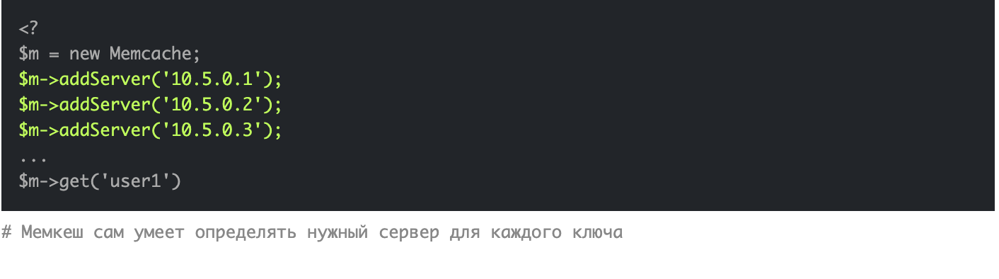 <?
$m = new Memcache;
$m->addServer('10.5.0.1');
$m->addServer('10.5.0.2');
$m->addServer('10.5.0.3');
...
$m->get('user1')
# Мемкеш сам умеет определять нужный сервер для каждого ключа